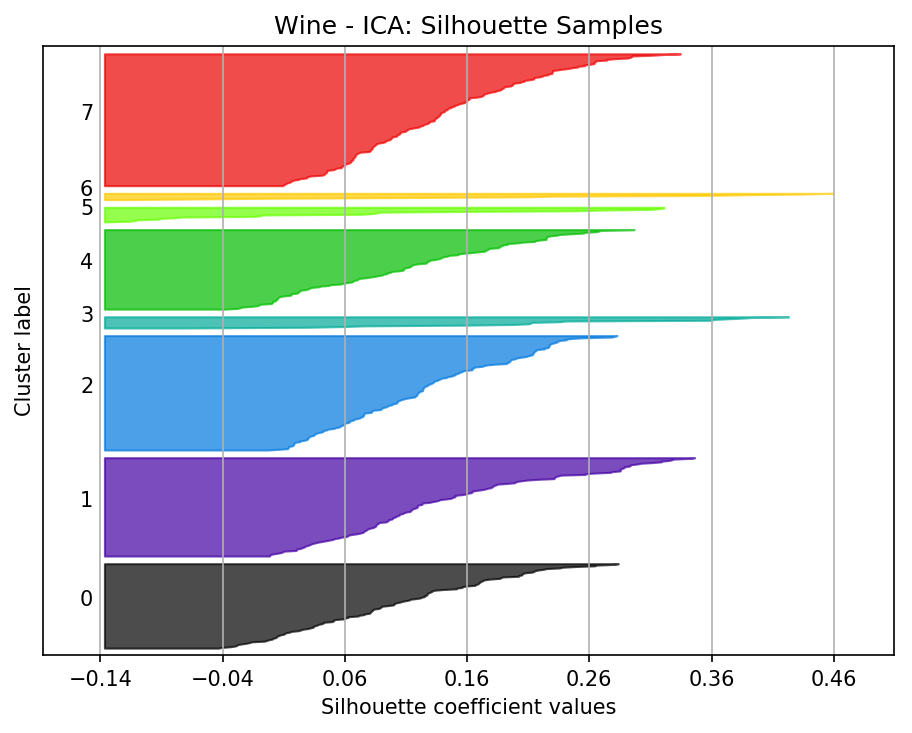 Wine - ICA: Silhouette Samples
7
6
5
4
3
2
1
0
Cluster label
−0.14 −0.04 0.06 0.16 0.26 0.36 0.46
Silhouette coefficient values